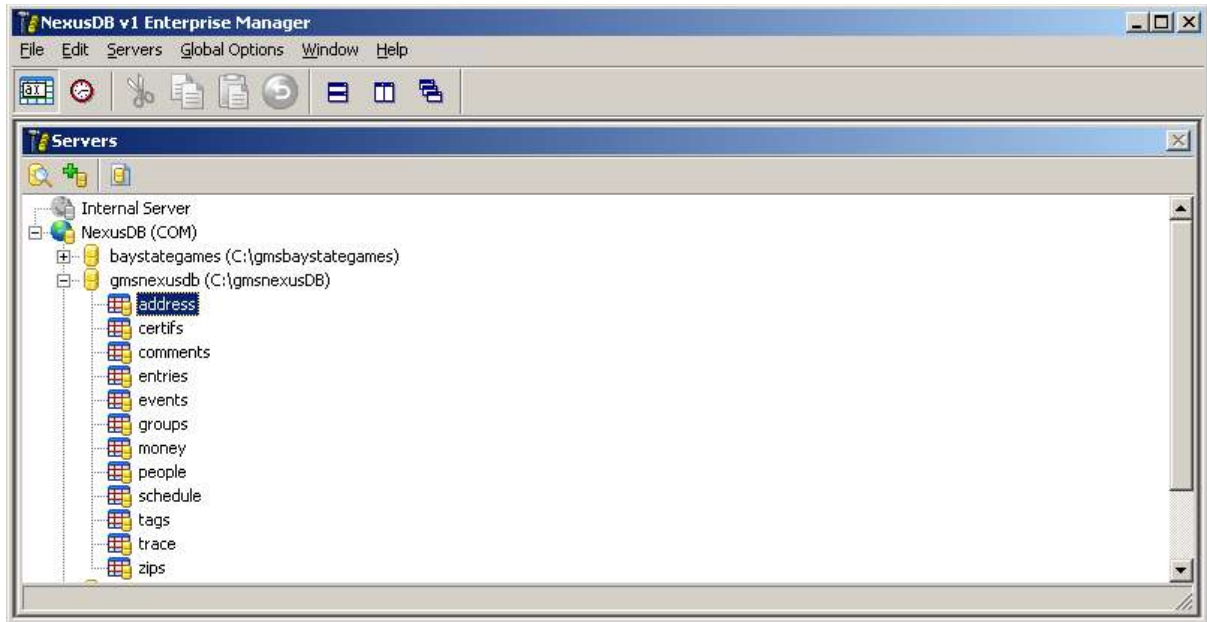 NexusDB v1 Enterprise Manager
File Edit Servers Global Options Window Help
Servers
Internal Server
NexusDB (COM)
baystategames (C:\gmsbaystategames)
gmsnexusdb (C:\gmsnexusDB)
address
certifs
comments
entries
events
groups
money
people
schedule
tags
trace
zips